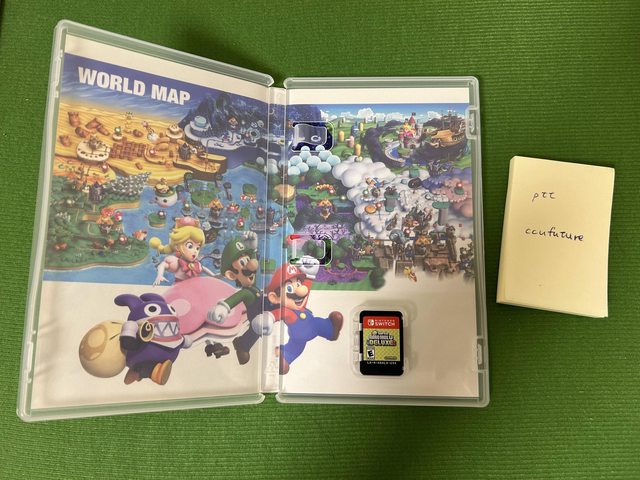 WORLD MAP
NINTENDO
SWITCH
DELUXE
ptt
ccufuture